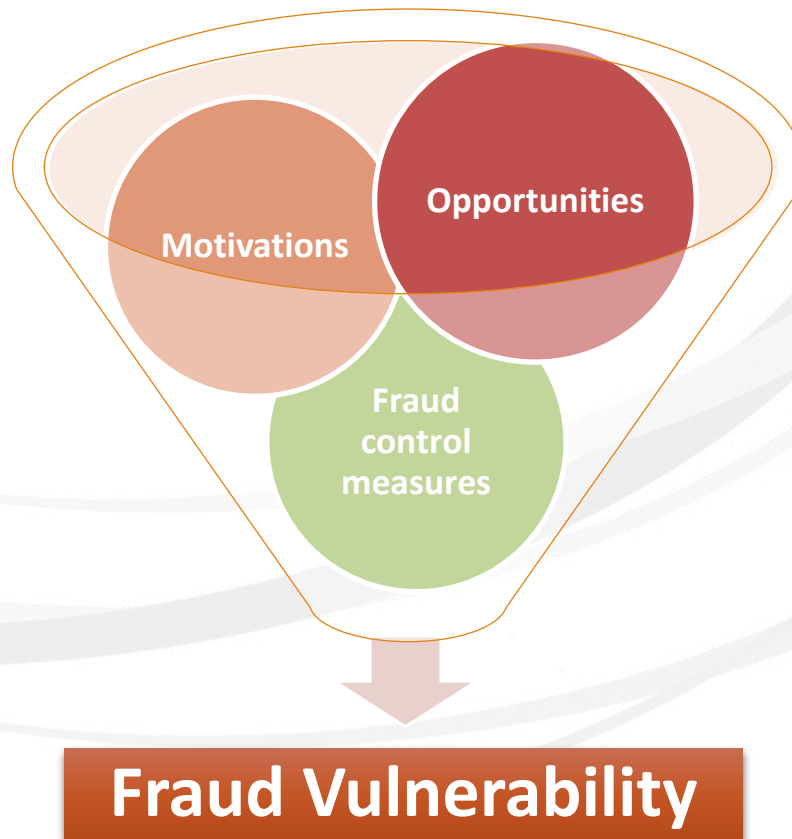 Opportunities
Motivations
Fraud
control
measures
Fraud Vulnerability